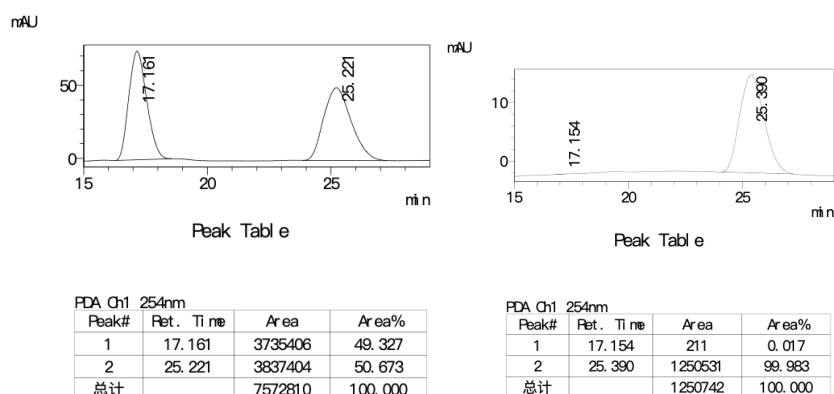 mAU
50
17.161
25.221
0
15 20 25
min
Peak Table
PDA Ch1 254nm
Peak# Ret. Time Area Area%
1 17.161 3735406 49.327
2 25.221 3837404 50.673
总计 7572810 100.000
mAU
10
17.154
25.390
0
15 20 25
min
Peak Table
PDA Ch1 254nm
Peak# Ret. Time Area Area%
1 17.154 211 0.017
2 25.390 1250531 99.983
总计 1250742 100.000